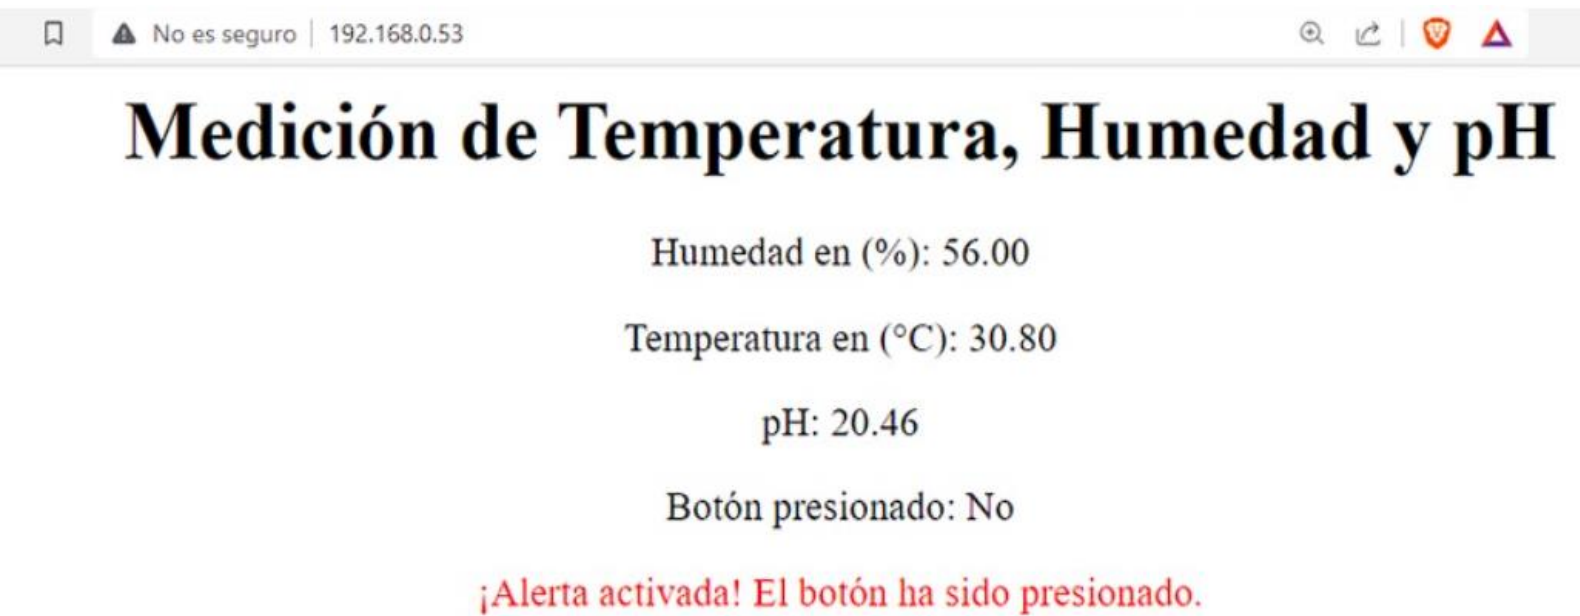 No es seguro | 192.168.0.53
Medición de Temperatura, Humedad y pH
Humedad en (%): 56.00
Temperatura en (°C): 30.80
pH: 20.46
Botón presionado: No
¡Alerta activada! El botón ha sido presionado.